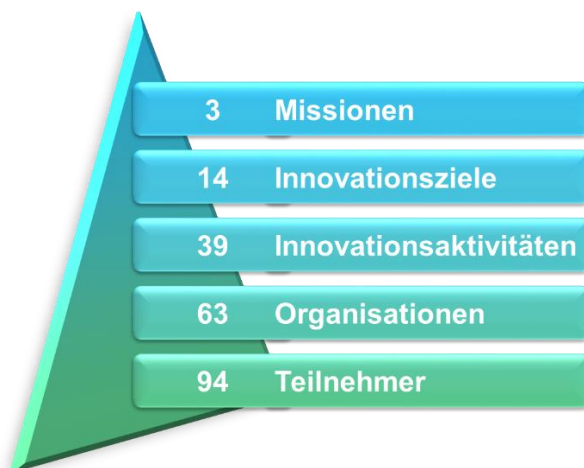 3 Missionen
14 Innovationsziele
39 Innovationsaktivitäten
63 Organisationen
94 Teilnehmer